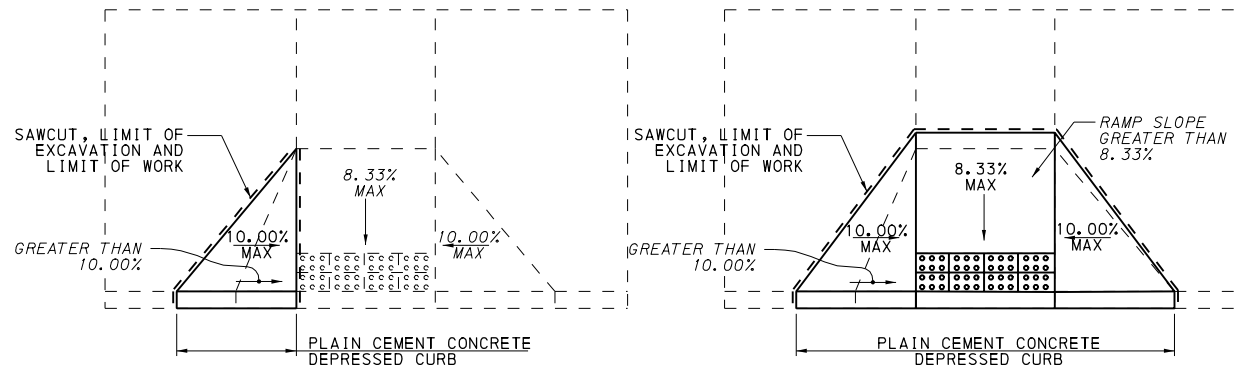 SAWCUT, LIMIT OF
EXCAVATION AND
LIMIT OF WORK
8.33%
MAX
10.00%
MAX
10.00%
MAX
GREATER THAN
10.00%
PLAIN CEMENT CONCRETE
DEPRESSED CURB
SAWCUT, LIMIT OF
EXCAVATION AND
LIMIT OF WORK
RAMP SLOPE
GREATER THAN
8.33%
8.33%
MAX
10.00%
MAX
10.00%
MAX
GREATER THAN
10.00%
PLAIN CEMENT CONCRETE
DEPRESSED CURB